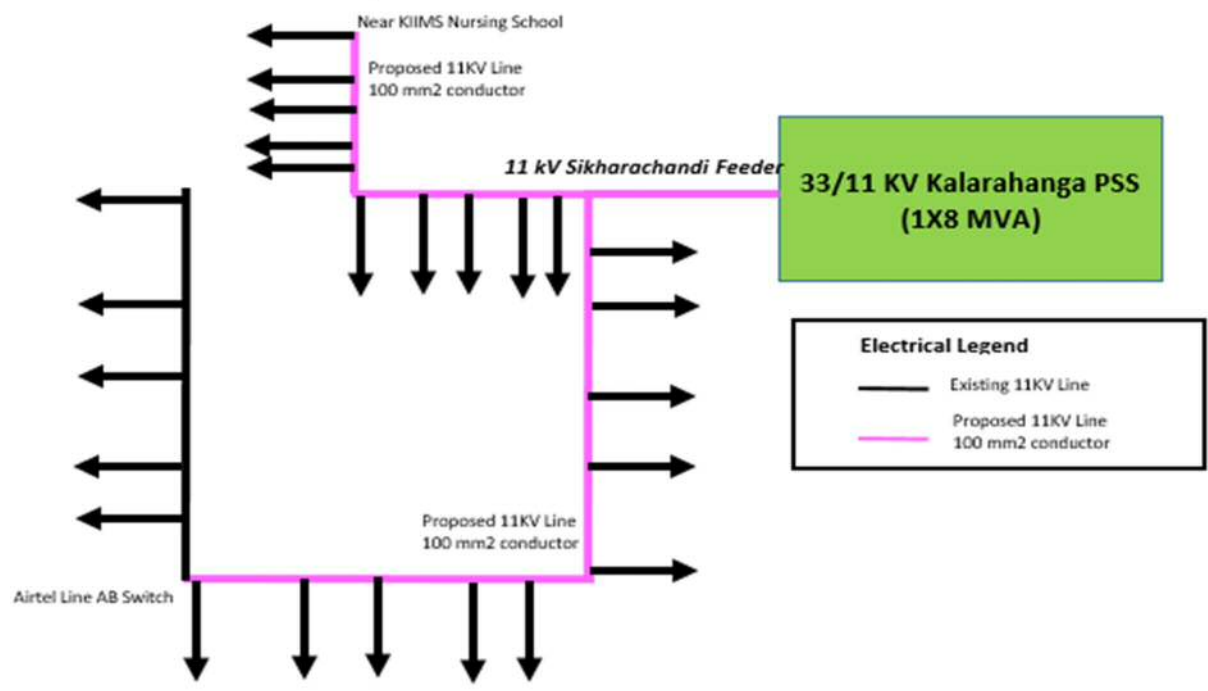 Near KIIMS Nursing School
Proposed 11KV Line
100 mm2 conductor
11 kV Sikharachandi Feeder
33/11 KV Kalarahanga PSS
(1X8 MVA)
Electrical Legend
Existing 11KV Line
Proposed 11KV Line
100 mm2 conductor
Proposed 11KV Line
100 mm2 conductor
Airtel Line AB Switch